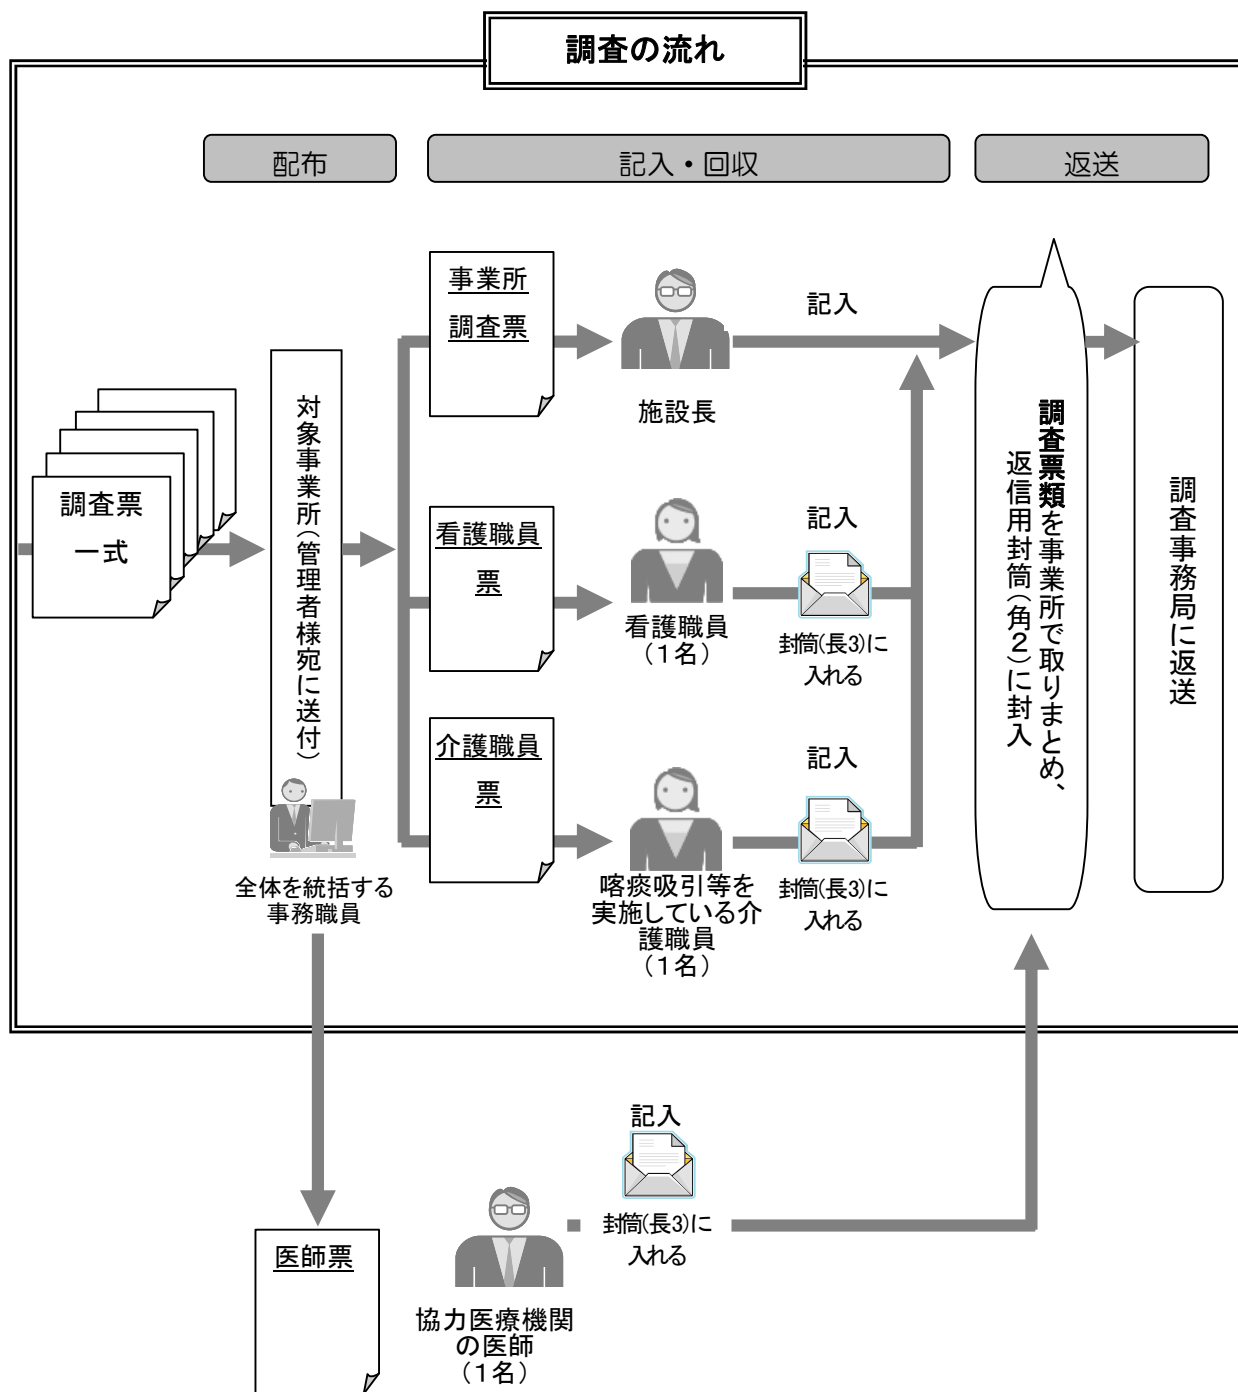 調査の流れ
配布
記入・回収
返送
調査票
一式
対象事業所（管理者様宛に送付）
全体を統括する
事務職員
事業所
調査票
施設長
記入
看護職員
票
看護職員
（１名）
記入
封筒(長3)に
入れる
介護職員
票
喀痰吸引等を
実施している介
護職員
（１名）
記入
封筒(長3)に
入れる
調査票類を事業所で取りまとめ、
返信用封筒（角２）に封入
調査事務局に返送
医師票
協力医療機関
の医師
（１名）
記入
封筒(長3)に
入れる